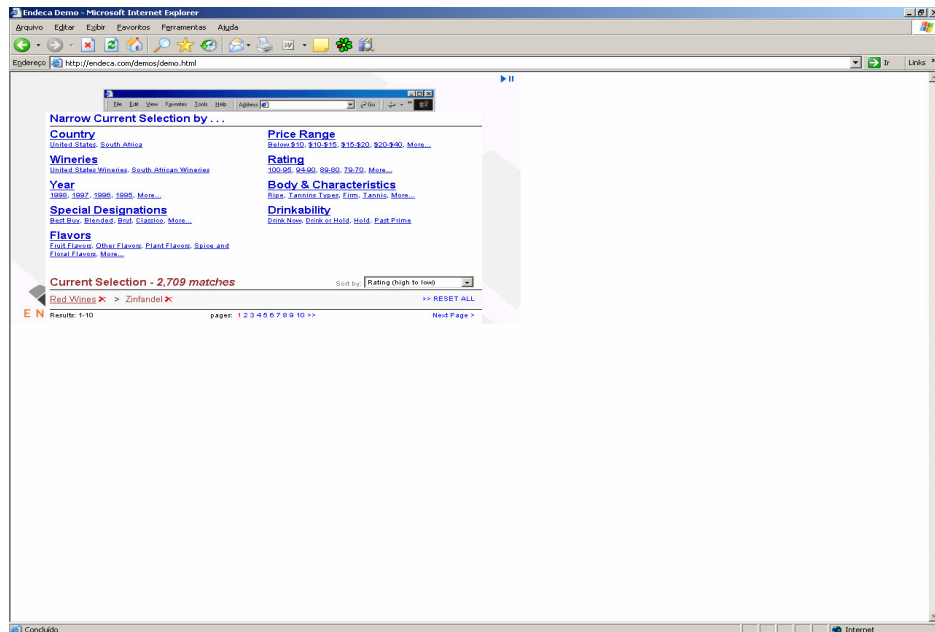 Endeca Demo - Microsoft Internet Explorer
Arquivo Editar Exibir Favoritos Ferramentas Ajuda
Endereço http://endeca.com/demos/demo.html Ir Links
File Edit View Favorites Tools Help Address Go
Narrow Current Selection by . . .
Country
United States, South Africa
Price Range
Below $10, $10-$15, $15-$20, $20-$40, More...
Wineries
United States Wineries, South African Wineries
Rating
100-95, 94-90, 89-80, 79-70, More...
Year
1998, 1997, 1996, 1995, More...
Body & Characteristics
Ripe, Tannins Types, Firm, Tannic, More...
Special Designations
Best Buy, Blended, Brut, Classico, More...
Drinkability
Drink Now, Drink or Hold, Hold, Past Prime
Flavors
Fruit Flavors, Other Flavors, Plant Flavors, Spice and
Floral Flavors, More...
Current Selection - 2,709 matches Sort by: Rating (high to low)
Red Wines > Zinfandel >> RESET ALL
E N Results: 1-10 pages: 1 2 3 4 5 6 7 8 9 10 >> Next Page >
Concluído Internet